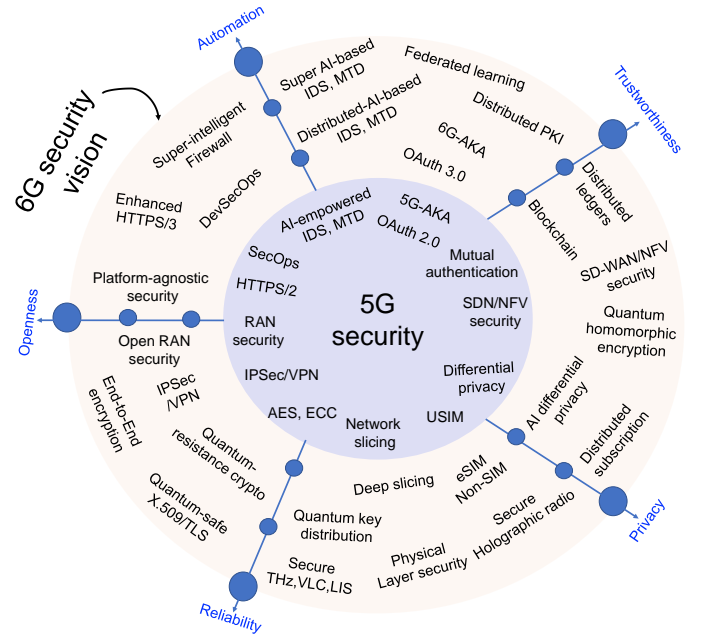 Automation
6G security
vision
Super AI-based
IDS, MTD
Federated learning
Trustworthiness
Super-intelligent
Firewall
Distributed-AI-based
IDS, MTD
Distributed PKI
6G-AKA
OAuth 3.0
Distributed
ledgers
Enhanced
HTTPS/3
DevSecOps
AI-empowered
IDS, MTD
5G-AKA
OAuth 2.0
Blockchain
SecOps
Mutual
authentication
SD-WAN/NFV
security
Platform-agnostic
security
HTTPS/2
5G
security
SDN/NFV
security
Openness
Quantum
homomorphic
encryption
Open RAN
security
RAN
security
IPSec
/VPN
IPSec/VPN
Differential
privacy
AI differential
privacy
End-to-End
encryption
AES, ECC
Network
slicing
USIM
Distributed
subscription
Quantum-
resistance crypto
Deep slicing
eSIM
Non-SIM
Quantum-safe
X.509/TLS
Quantum key
distribution
Secure
Holographic radio
Privacy
Secure
THz,VLC,LIS
Physical
Layer security
Reliability